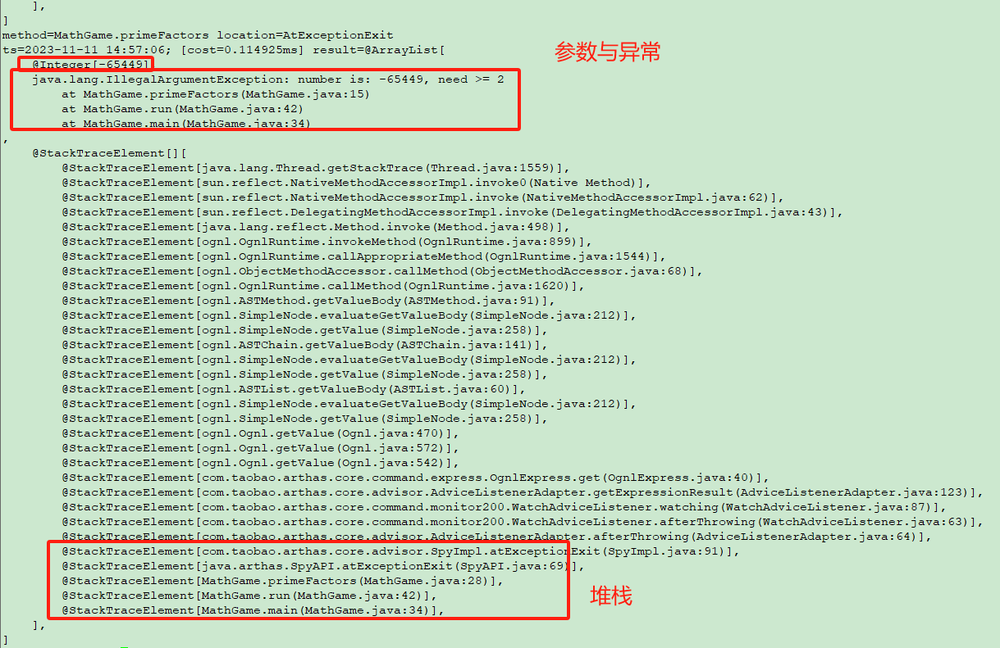 ],
]
method=MathGame.primeFactors location=AtExceptionExit
ts=2023-11-11 14:57:06; [cost=0.114925ms] result=@ArrayList[
参数与异常
    @Integer[-65449]
    java.lang.IllegalArgumentException: number is: -65449, need >= 2
        at MathGame.primeFactors(MathGame.java:15)
        at MathGame.run(MathGame.java:42)
        at MathGame.main(MathGame.java:34)
,
    @StackTraceElement[][
        @StackTraceElement[java.lang.Thread.getStackTrace(Thread.java:1559)],
        @StackTraceElement[sun.reflect.NativeMethodAccessorImpl.invoke0(Native Method)],
        @StackTraceElement[sun.reflect.NativeMethodAccessorImpl.invoke(NativeMethodAccessorImpl.java:62)],
        @StackTraceElement[sun.reflect.DelegatingMethodAccessorImpl.invoke(DelegatingMethodAccessorImpl.java:43)],
        @StackTraceElement[java.lang.reflect.Method.invoke(Method.java:498)],
        @StackTraceElement[ognl.OgnlRuntime.invokeMethod(OgnlRuntime.java:899)],
        @StackTraceElement[ognl.OgnlRuntime.callAppropriateMethod(OgnlRuntime.java:1544)],
        @StackTraceElement[ognl.ObjectMethodAccessor.callMethod(ObjectMethodAccessor.java:68)],
        @StackTraceElement[ognl.OgnlRuntime.callMethod(OgnlRuntime.java:1620)],
        @StackTraceElement[ognl.ASTMethod.getValueBody(ASTMethod.java:91)],
        @StackTraceElement[ognl.SimpleNode.evaluateGetValueBody(SimpleNode.java:212)],
        @StackTraceElement[ognl.SimpleNode.getValue(SimpleNode.java:258)],
        @StackTraceElement[ognl.ASTChain.getValueBody(ASTChain.java:141)],
        @StackTraceElement[ognl.SimpleNode.evaluateGetValueBody(SimpleNode.java:212)],
        @StackTraceElement[ognl.SimpleNode.getValue(SimpleNode.java:258)],
        @StackTraceElement[ognl.ASTList.getValueBody(ASTList.java:60)],
        @StackTraceElement[ognl.SimpleNode.evaluateGetValueBody(SimpleNode.java:212)],
        @StackTraceElement[ognl.SimpleNode.getValue(SimpleNode.java:258)],
        @StackTraceElement[ognl.Ognl.getValue(Ognl.java:470)],
        @StackTraceElement[ognl.Ognl.getValue(Ognl.java:572)],
        @StackTraceElement[ognl.Ognl.getValue(Ognl.java:542)],
        @StackTraceElement[com.taobao.arthas.core.command.express.OgnlExpress.get(OgnlExpress.java:40)],
        @StackTraceElement[com.taobao.arthas.core.advisor.AdviceListenerAdapter.getExpressionResult(AdviceListenerAdapter.java:123)],
        @StackTraceElement[com.taobao.arthas.core.command.monitor200.WatchAdviceListener.watching(WatchAdviceListener.java:87)],
        @StackTraceElement[com.taobao.arthas.core.command.monitor200.WatchAdviceListener.afterThrowing(WatchAdviceListener.java:63)],
        @StackTraceElement[com.taobao.arthas.core.advisor.AdviceListenerAdapter.afterThrowing(AdviceListenerAdapter.java:64)],
        @StackTraceElement[com.taobao.arthas.core.advisor.SpyImpl.atExceptionExit(SpyImpl.java:91)],
        @StackTraceElement[java.arthas.SpyAPI.atExceptionExit(SpyAPI.java:69)],
        @StackTraceElement[MathGame.primeFactors(MathGame.java:28)],
        @StackTraceElement[MathGame.run(MathGame.java:42)],
堆栈
        @StackTraceElement[MathGame.main(MathGame.java:34)],
    ],
]